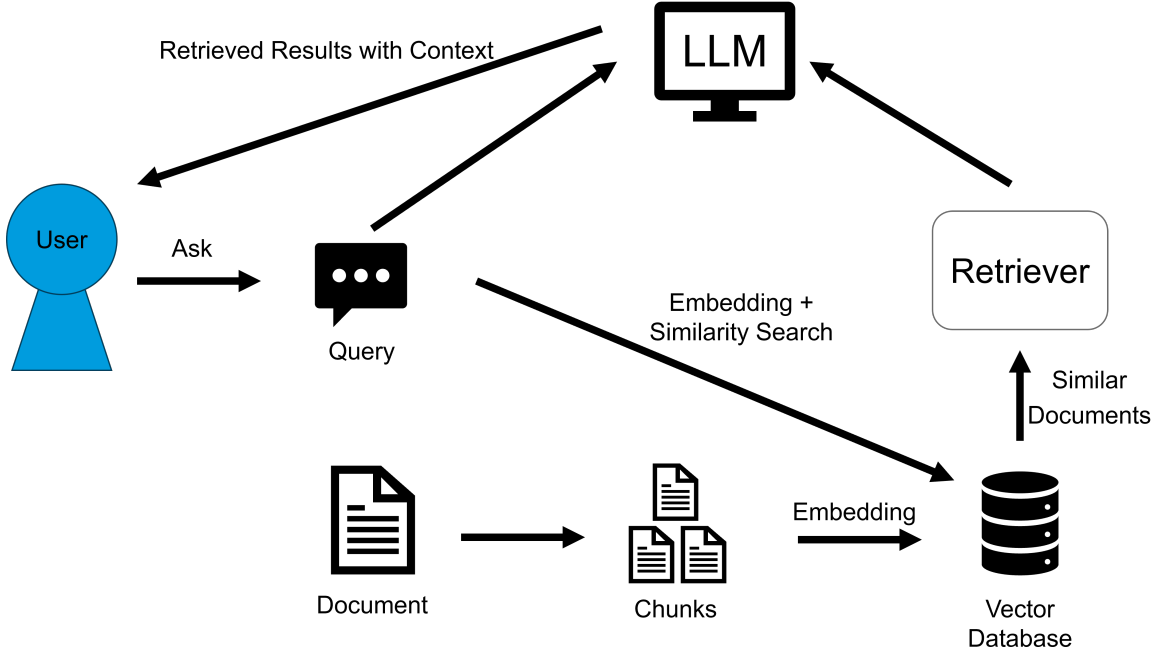 LLM
Retrieved Results with Context
User
Ask
Query
Embedding +
Similarity Search
Retriever
Similar
Documents
Embedding
Document
Chunks
Vector
Database